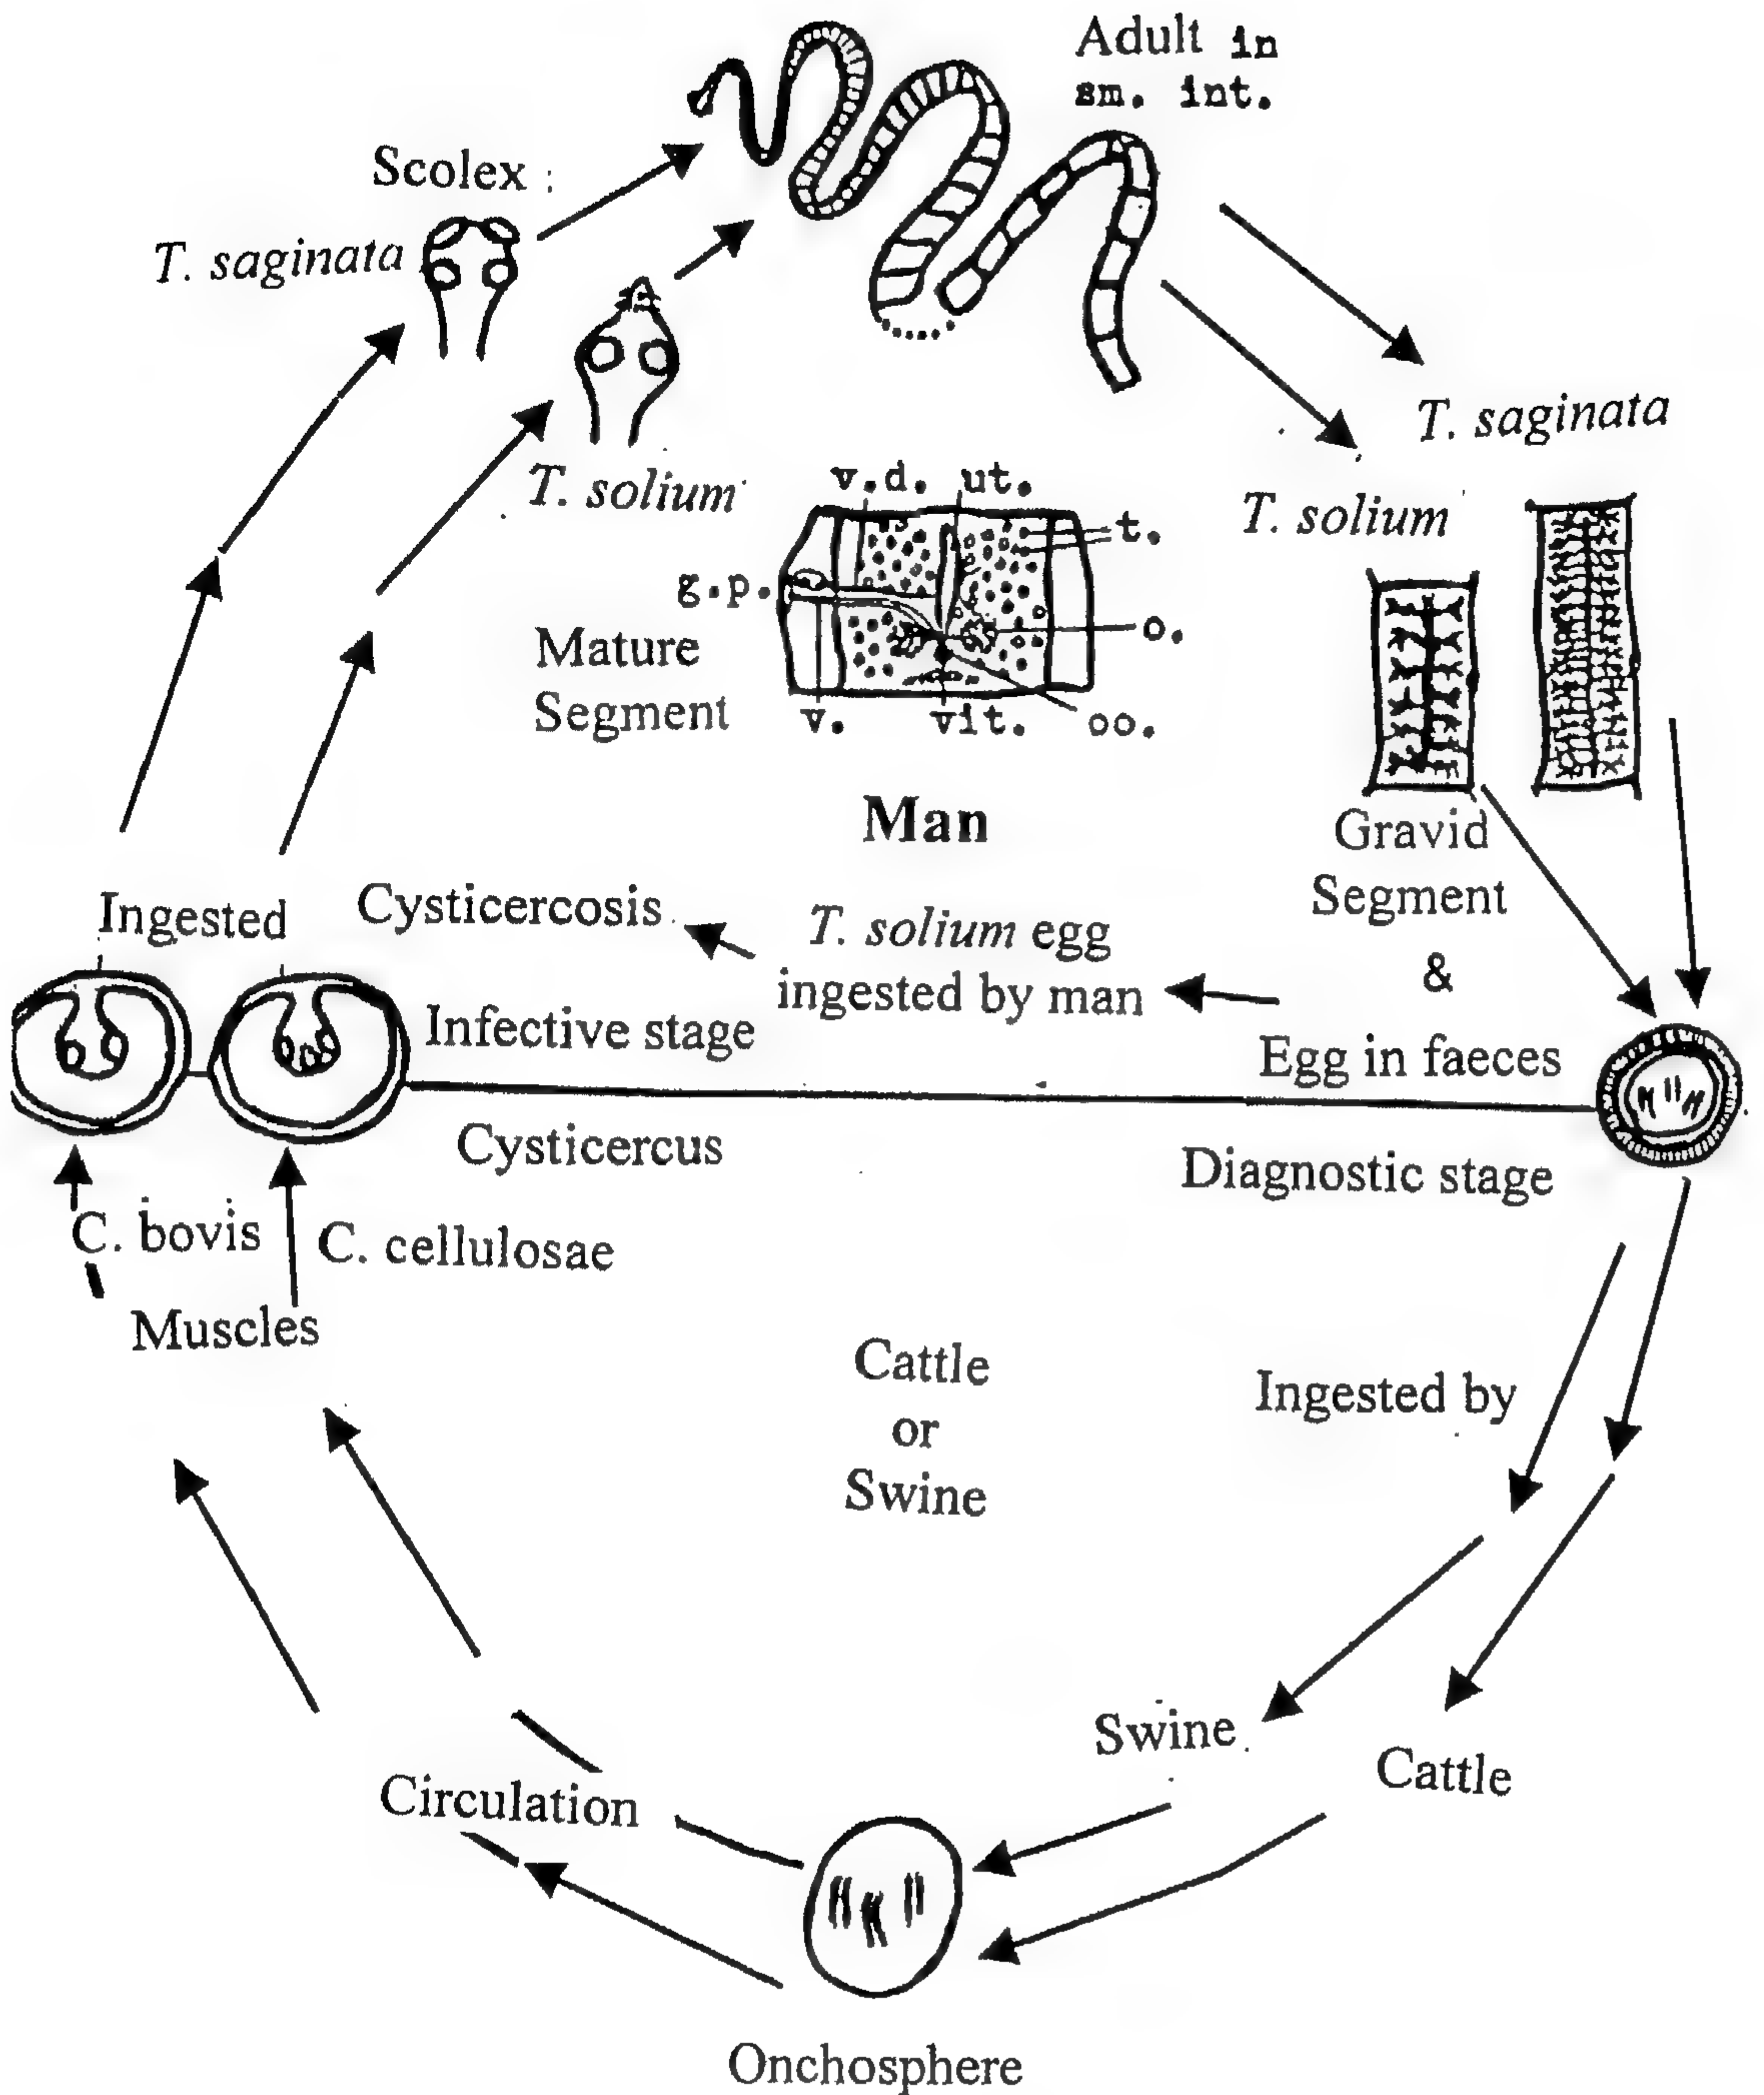 Adult in
sm. int.
Scolex :
T. saginata
T. solium
T. saginata
T. solium
v.d. ut.
t.
g.p.
o.
Mature
Segment
v. vit. oo.
Man
Gravid
Segment
&
Egg in faeces
Ingested
Cysticercosis
T. solium egg
ingested by man
Infective stage
Cysticercus
Diagnostic stage
C. bovis
C. cellulosae
Muscles
Cattle
or
Swine
Ingested by
Swine
Cattle
Circulation
Onchosphere